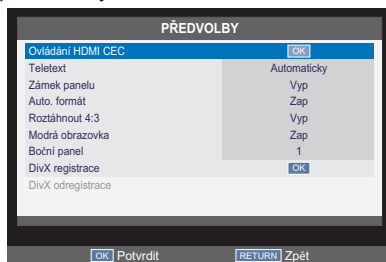 PŘEDVOLBY
Ovládání HDMI CEC OK
Teletext Automaticky
Zámek panelu Vyp
Auto. formát Zap
Roztáhnout 4:3 Vyp
Modrá obrazovka Zap
Boční panel 1
DivX registrace OK
DivX odregistrace
OK Potvrdit RETURN Zpět